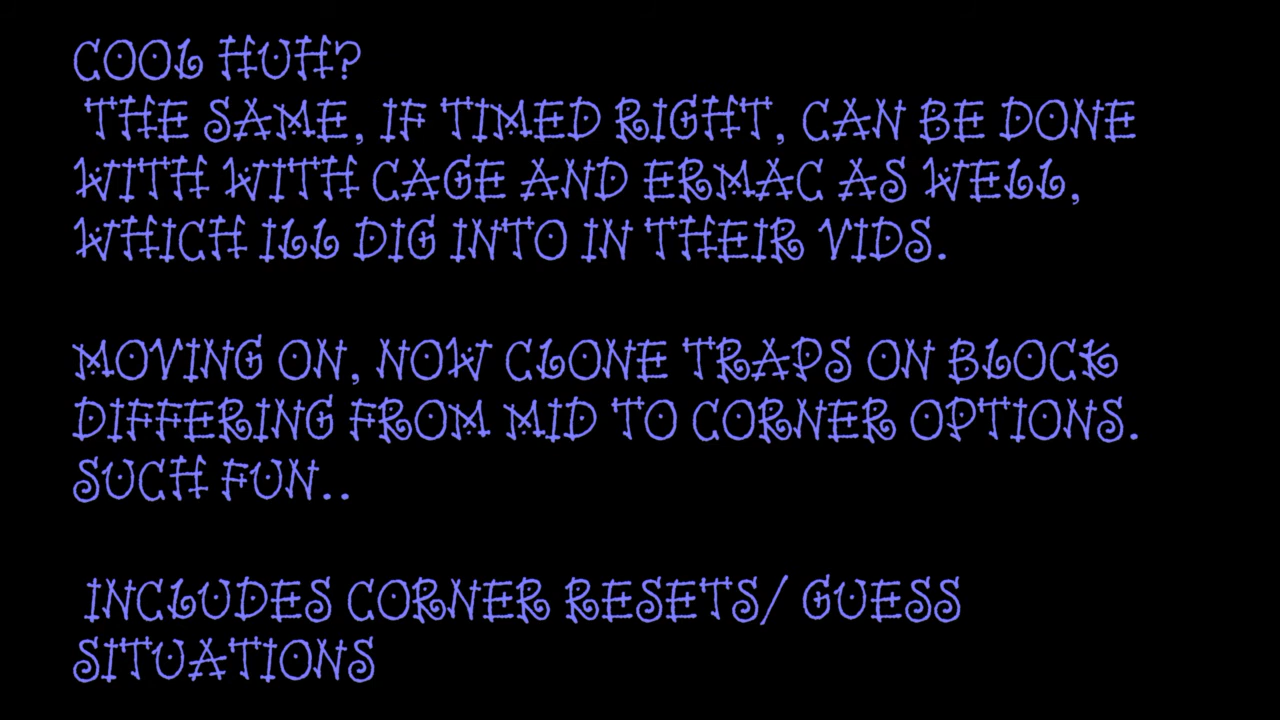 COOL HUH?
THE SAME, IF TIMED RIGHT, CAN BE DONE
WITH WITH CAGE AND ERMAC AS WELL,
WHICH ILL DIG INTO IN THEIR VIDS.
MOVING ON, NOW CLONE TRAPS ON BLOCK
DIFFERING FROM MID TO CORNER OPTIONS.
SUCH FUN..
INCLUDES CORNER RESETS/ GUESS
SITUATIONS